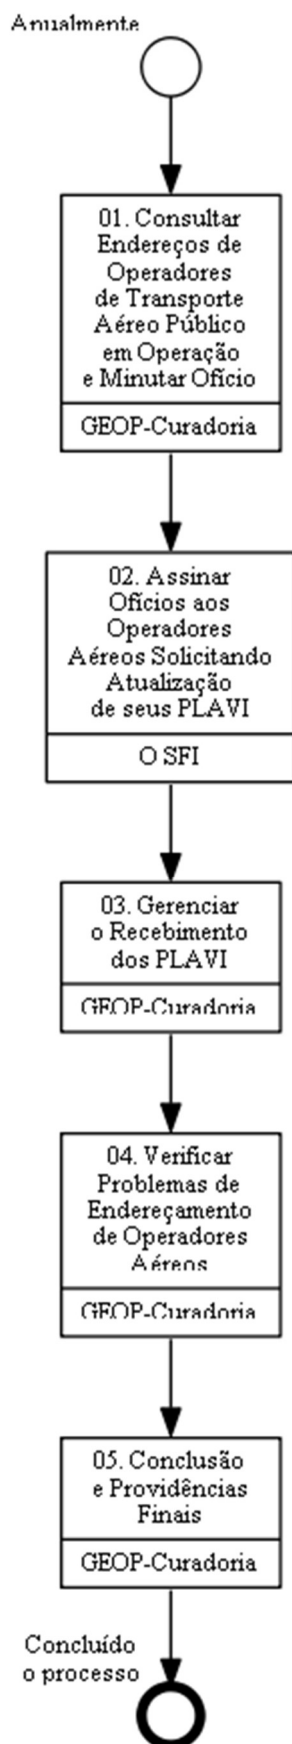 Anualmente
01. Consultar
Endereços de
Operadores
de Transporte
Aéreo Público
em Operação
e Minutar Ofício
GEOP-Curadoria
02. Assinar
Ofícios aos
Operadores
Aéreos Solicitando
Atualização
de seus PLAVI
O SFI
03. Gerenciar
o Recebimento
dos PLAVI
GEOP-Curadoria
04. Verificar
Problemas de
Endereçamento
de Operadores
Aéreos
GEOP-Curadoria
05. Conclusão
e Providências
Finais
GEOP-Curadoria
Concluído
o processo